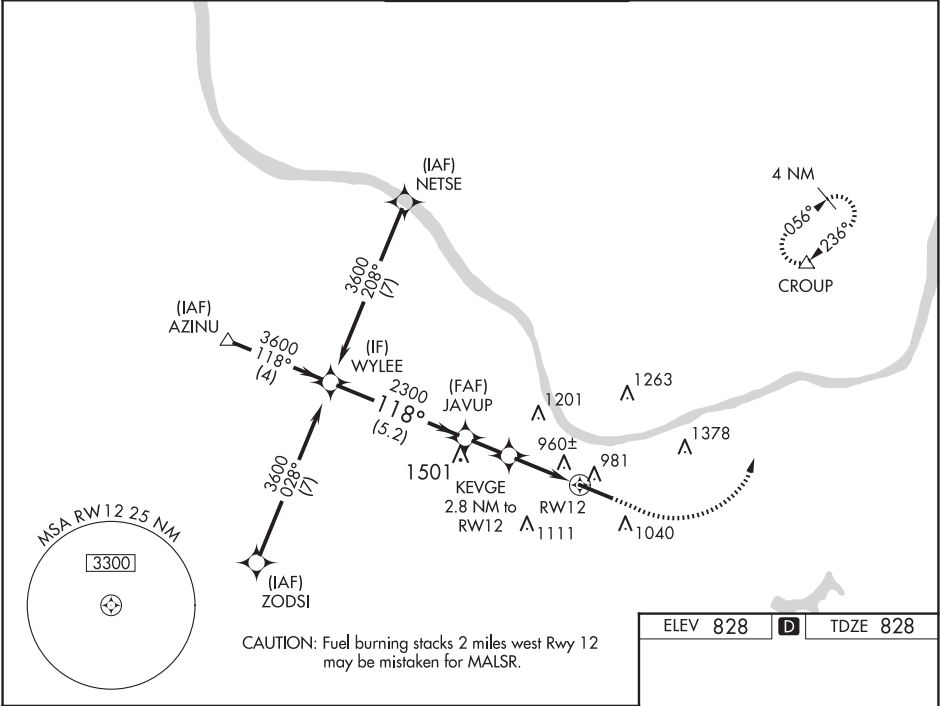 (IAF)
NETSE
4 NM
056°
236°
CROUP
3600
208°
(7)
(IAF)
AZINU
3600
118°
(4)
(IF)
WYLEE
2300
118°
(5.2)
(FAF)
JAVUP
1201
1263
1378
960±
981
1501
KEVGE
2.8 NM to
RW12
RW12
1111
1040
3600
028°
(7)
(IAF)
ZODSI
MSA RW12 25 NM
3300
CAUTION: Fuel burning stacks 2 miles west Rwy 12
may be mistaken for MALSR.
ELEV 828 D TDZE 828